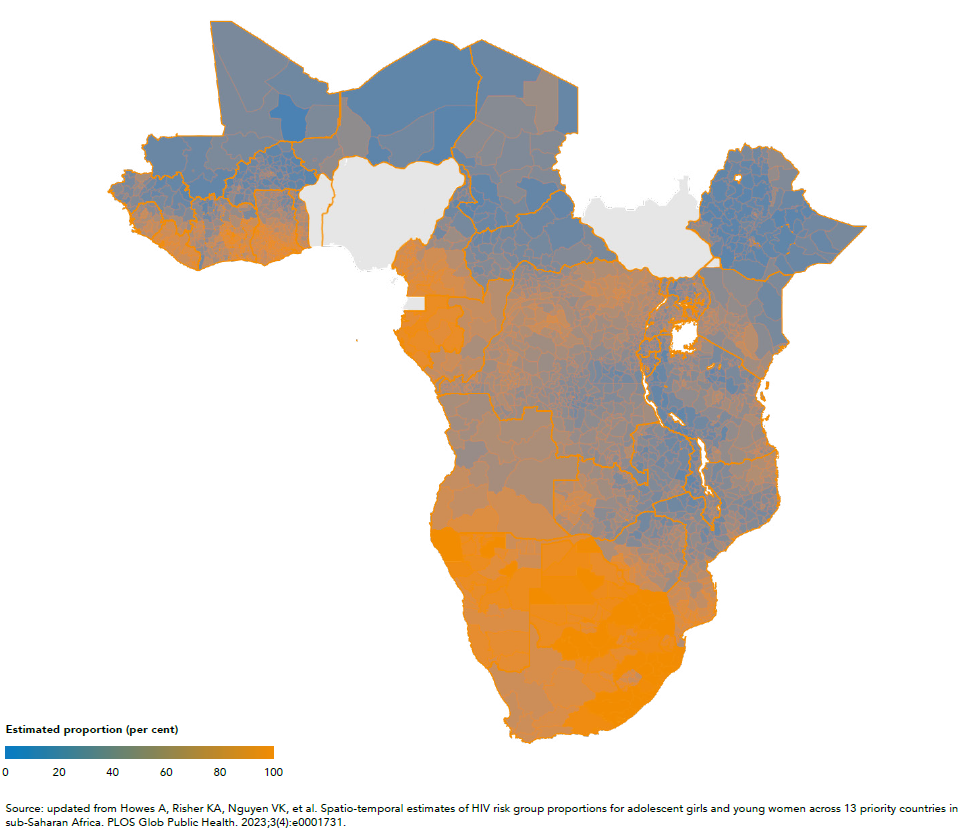 Estimated proportion (per cent)
0 20 40 60 80 100
Source: updated from Howes A, Risher KA, Nguyen VK, et al. Spatio-temporal estimates of HIV risk group proportions for adolescent girls and young women across 13 priority countries in
sub-Saharan Africa. PLOS Glob Public Health. 2023;3(4):e0001731.